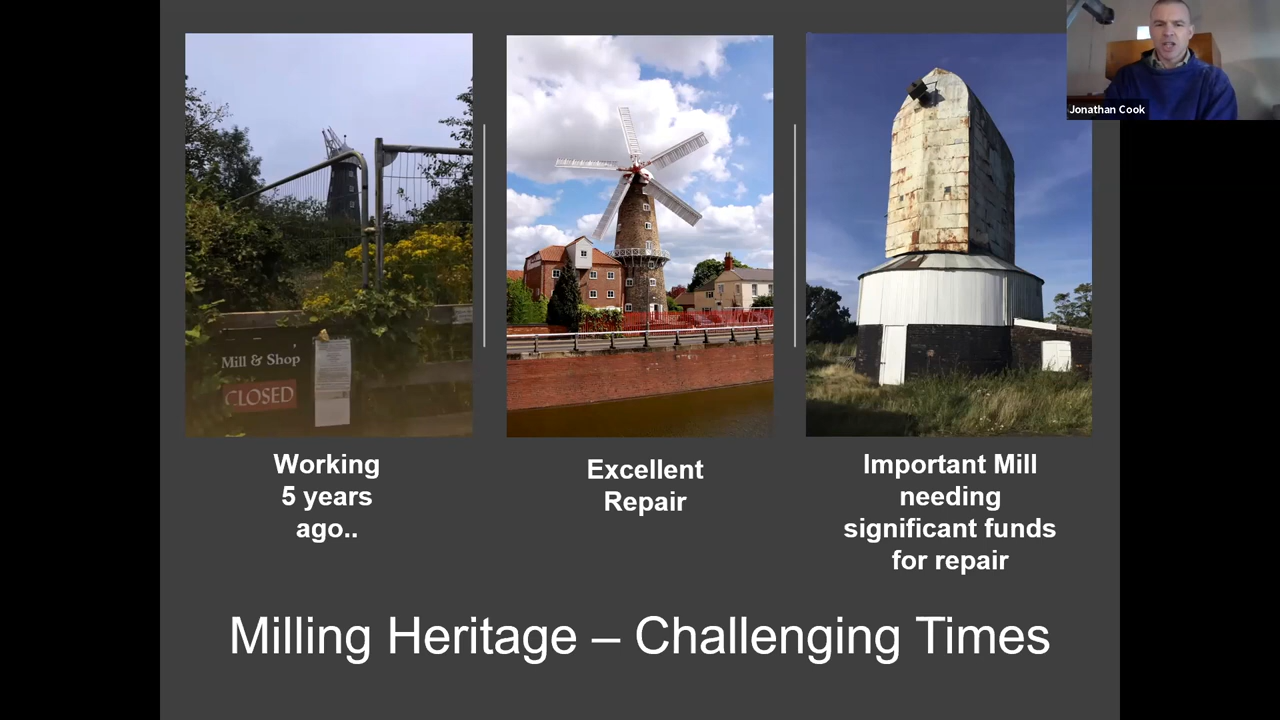 Jonathan Cook
Mill & Shop
CLOSED
Working
5 years
ago..
Excellent
Repair
Important Mill
needing
significant funds
for repair
Milling Heritage – Challenging Times